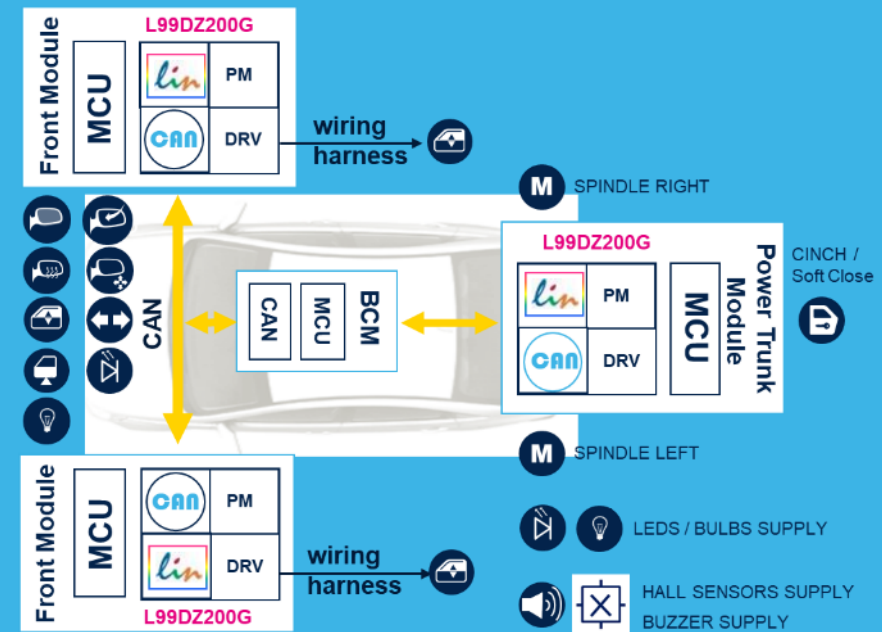 L99DZ200G
Front Module
MCU
lin
PM
CAN
DRV
wiring
harness
M
SPINDLE RIGHT
CAN
CAN
MCU
BCM
L99DZ200G
lin
PM
CAN
DRV
MCU
Power Trunk
Module
CINCH /
Soft Close
M
SPINDLE LEFT
Front Module
MCU
CAN
PM
lin
DRV
L99DZ200G
wiring
harness
LEDS / BULBS SUPPLY
HALL SENSORS SUPPLY
BUZZER SUPPLY